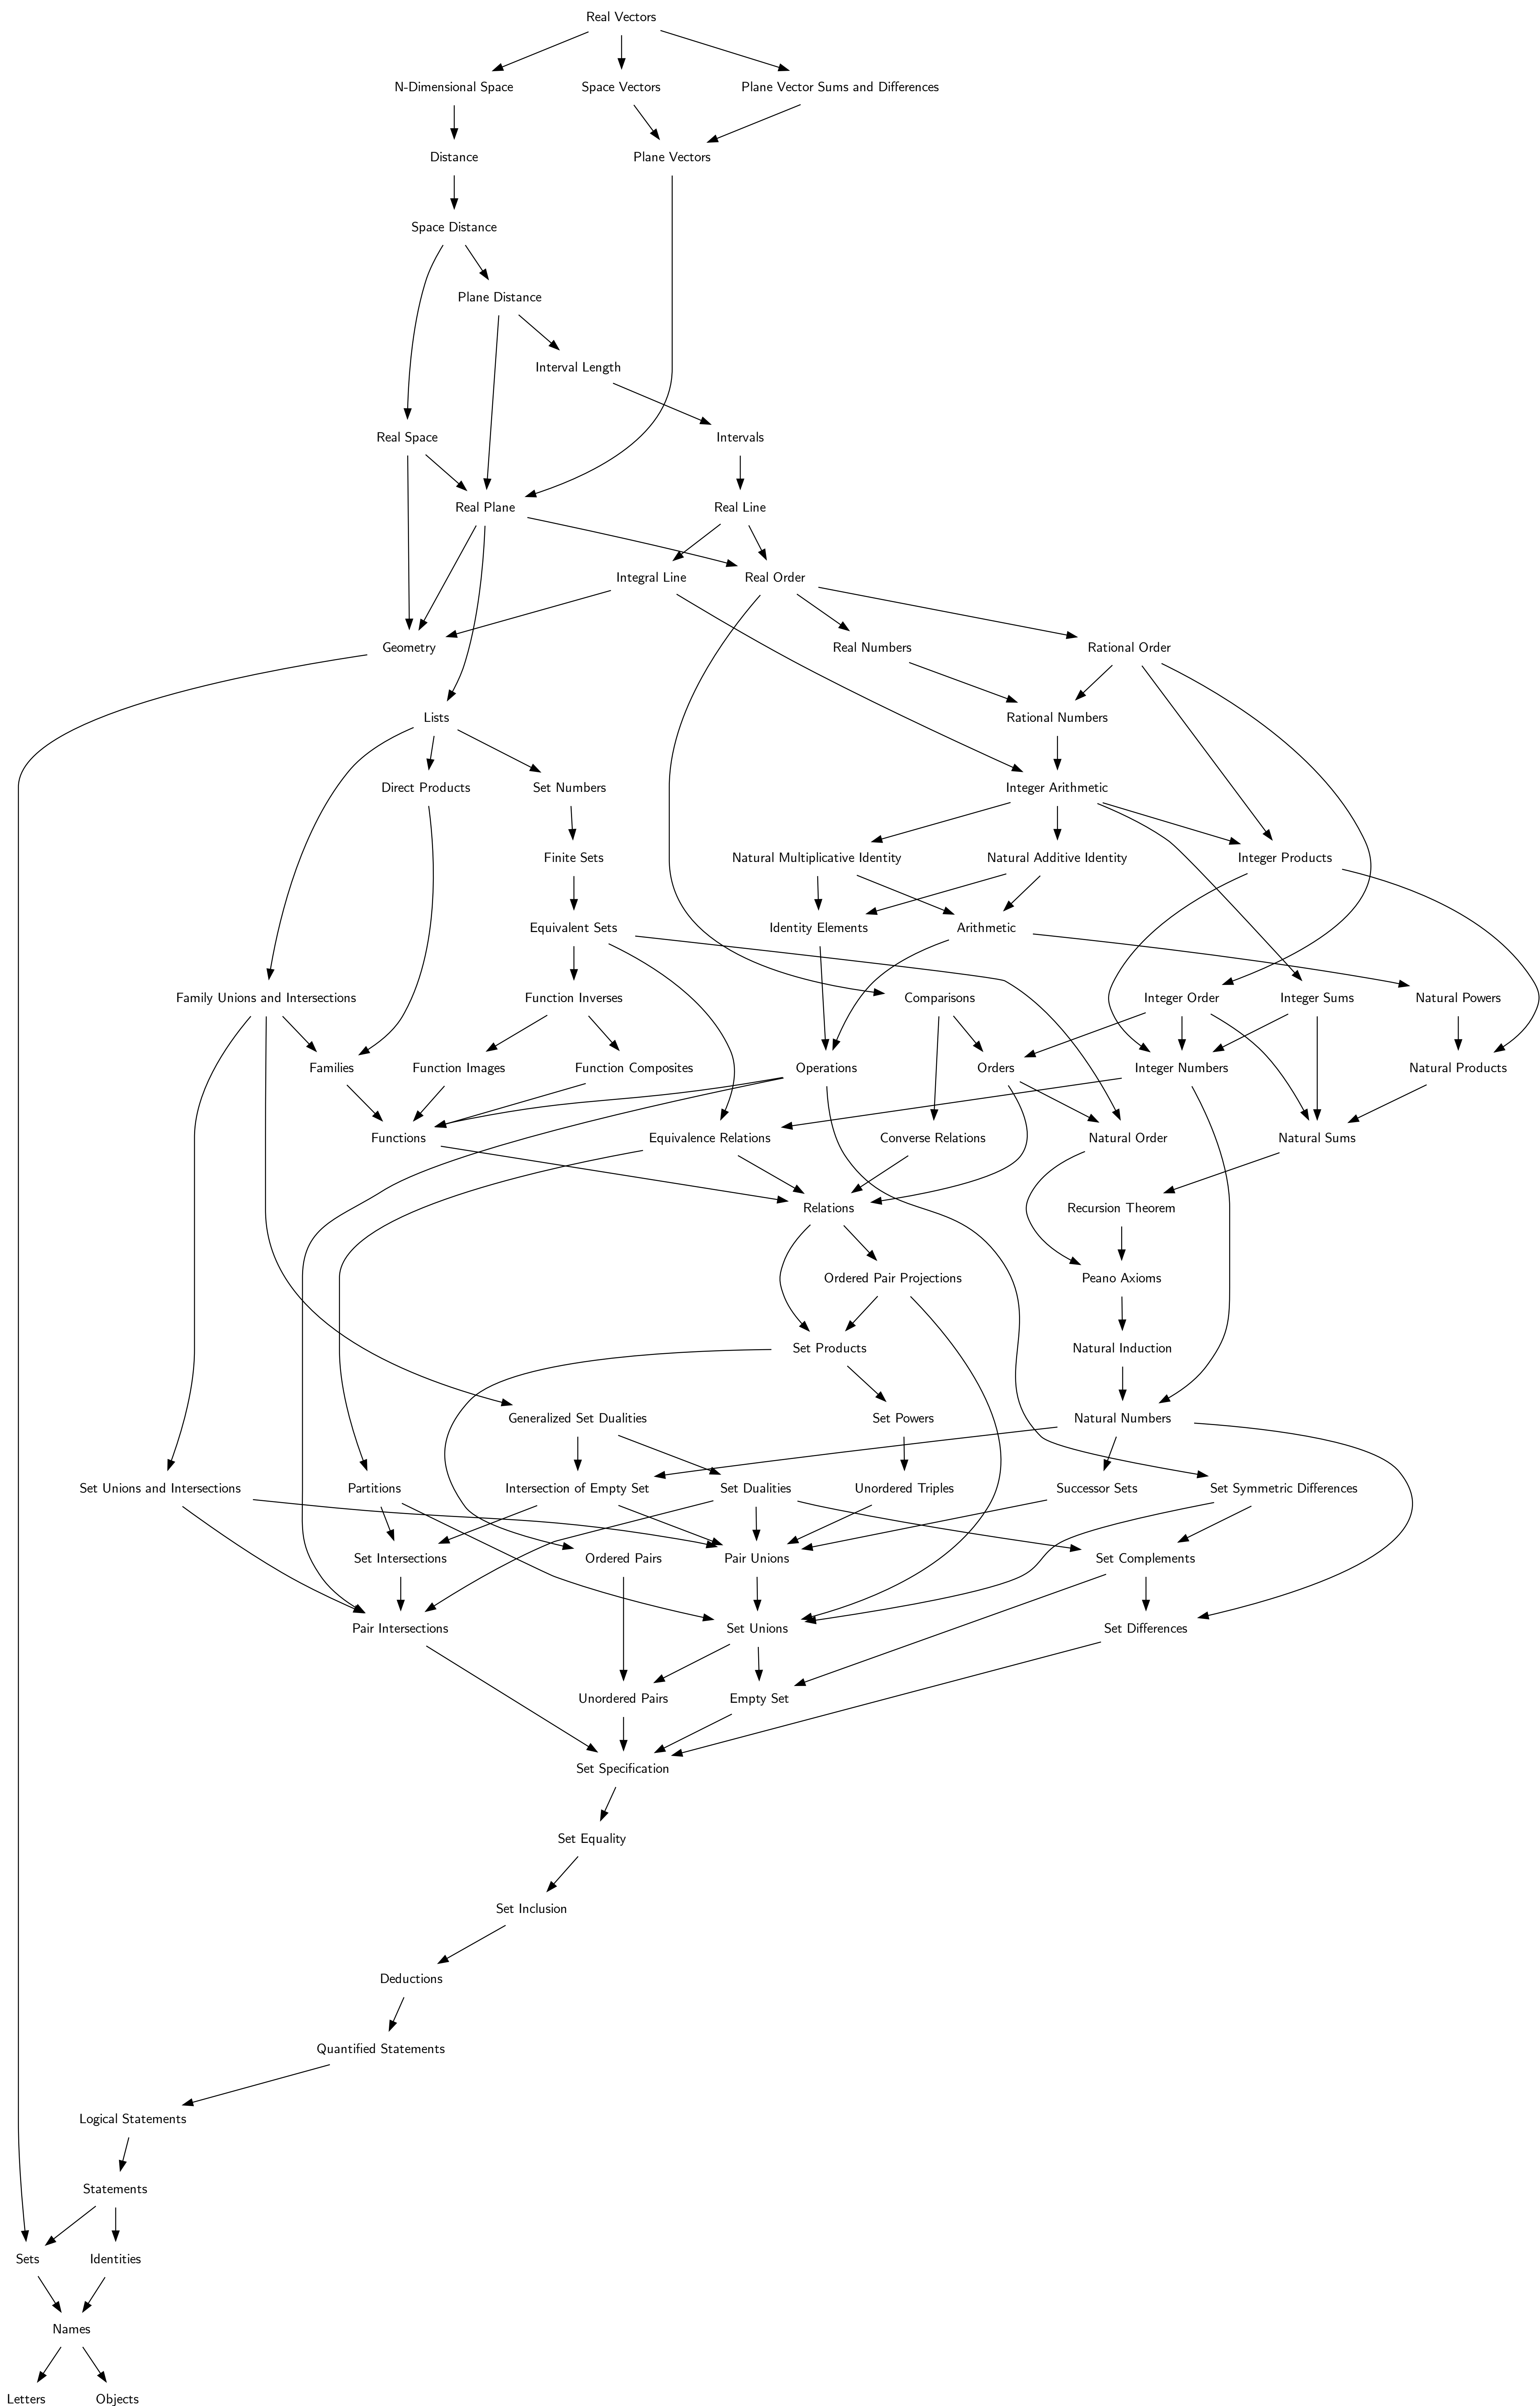 Real Vectors
N-Dimensional Space
Space Vectors
Plane Vector Sums and Differences
Distance
Plane Vectors
Space Distance
Plane Distance
Interval Length
Real Space
Intervals
Real Plane
Real Line
Integral Line
Real Order
Geometry
Real Numbers
Rational Order
Lists
Rational Numbers
Direct Products
Set Numbers
Integer Arithmetic
Finite Sets
Natural Multiplicative Identity
Natural Additive Identity
Integer Products
Equivalent Sets
Identity Elements
Arithmetic
Family Unions and Intersections
Function Inverses
Comparisons
Integer Order
Integer Sums
Natural Powers
Families
Function Images
Function Composites
Operations
Orders
Integer Numbers
Natural Products
Functions
Equivalence Relations
Converse Relations
Natural Order
Natural Sums
Relations
Recursion Theorem
Ordered Pair Projections
Peano Axioms
Set Products
Natural Induction
Generalized Set Dualities
Set Powers
Natural Numbers
Set Unions and Intersections
Partitions
Intersection of Empty Set
Set Dualities
Unordered Triples
Successor Sets
Set Symmetric Differences
Set Intersections
Ordered Pairs
Pair Unions
Set Complements
Pair Intersections
Set Unions
Set Differences
Unordered Pairs
Empty Set
Set Specification
Set Equality
Set Inclusion
Deductions
Quantified Statements
Logical Statements
Statements
Sets
Identities
Names
Letters
Objects